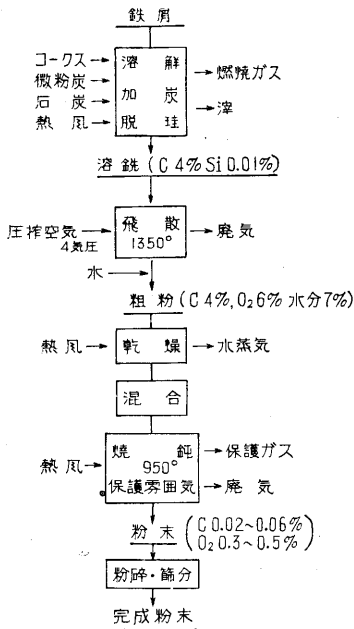 鉄屑
コークス
微粉炭
石炭
熱風
溶鮮
加炭
脱珪
燃焼ガス
滓
溶銑(C 4% Si 0.01%)
圧搾空気
4気圧
飛散
1350°
廃気
水
粗粉(C 4%, O₂ 6% 水分7%)
熱風
乾燥
水蒸気
混合
熱風
焼鈍
950°
保護雰囲気
保護ガス
廃気
粉末(C 0.02~0.06%
O₂ 0.3~0.5%)
粉砕・篩分
完成粉末